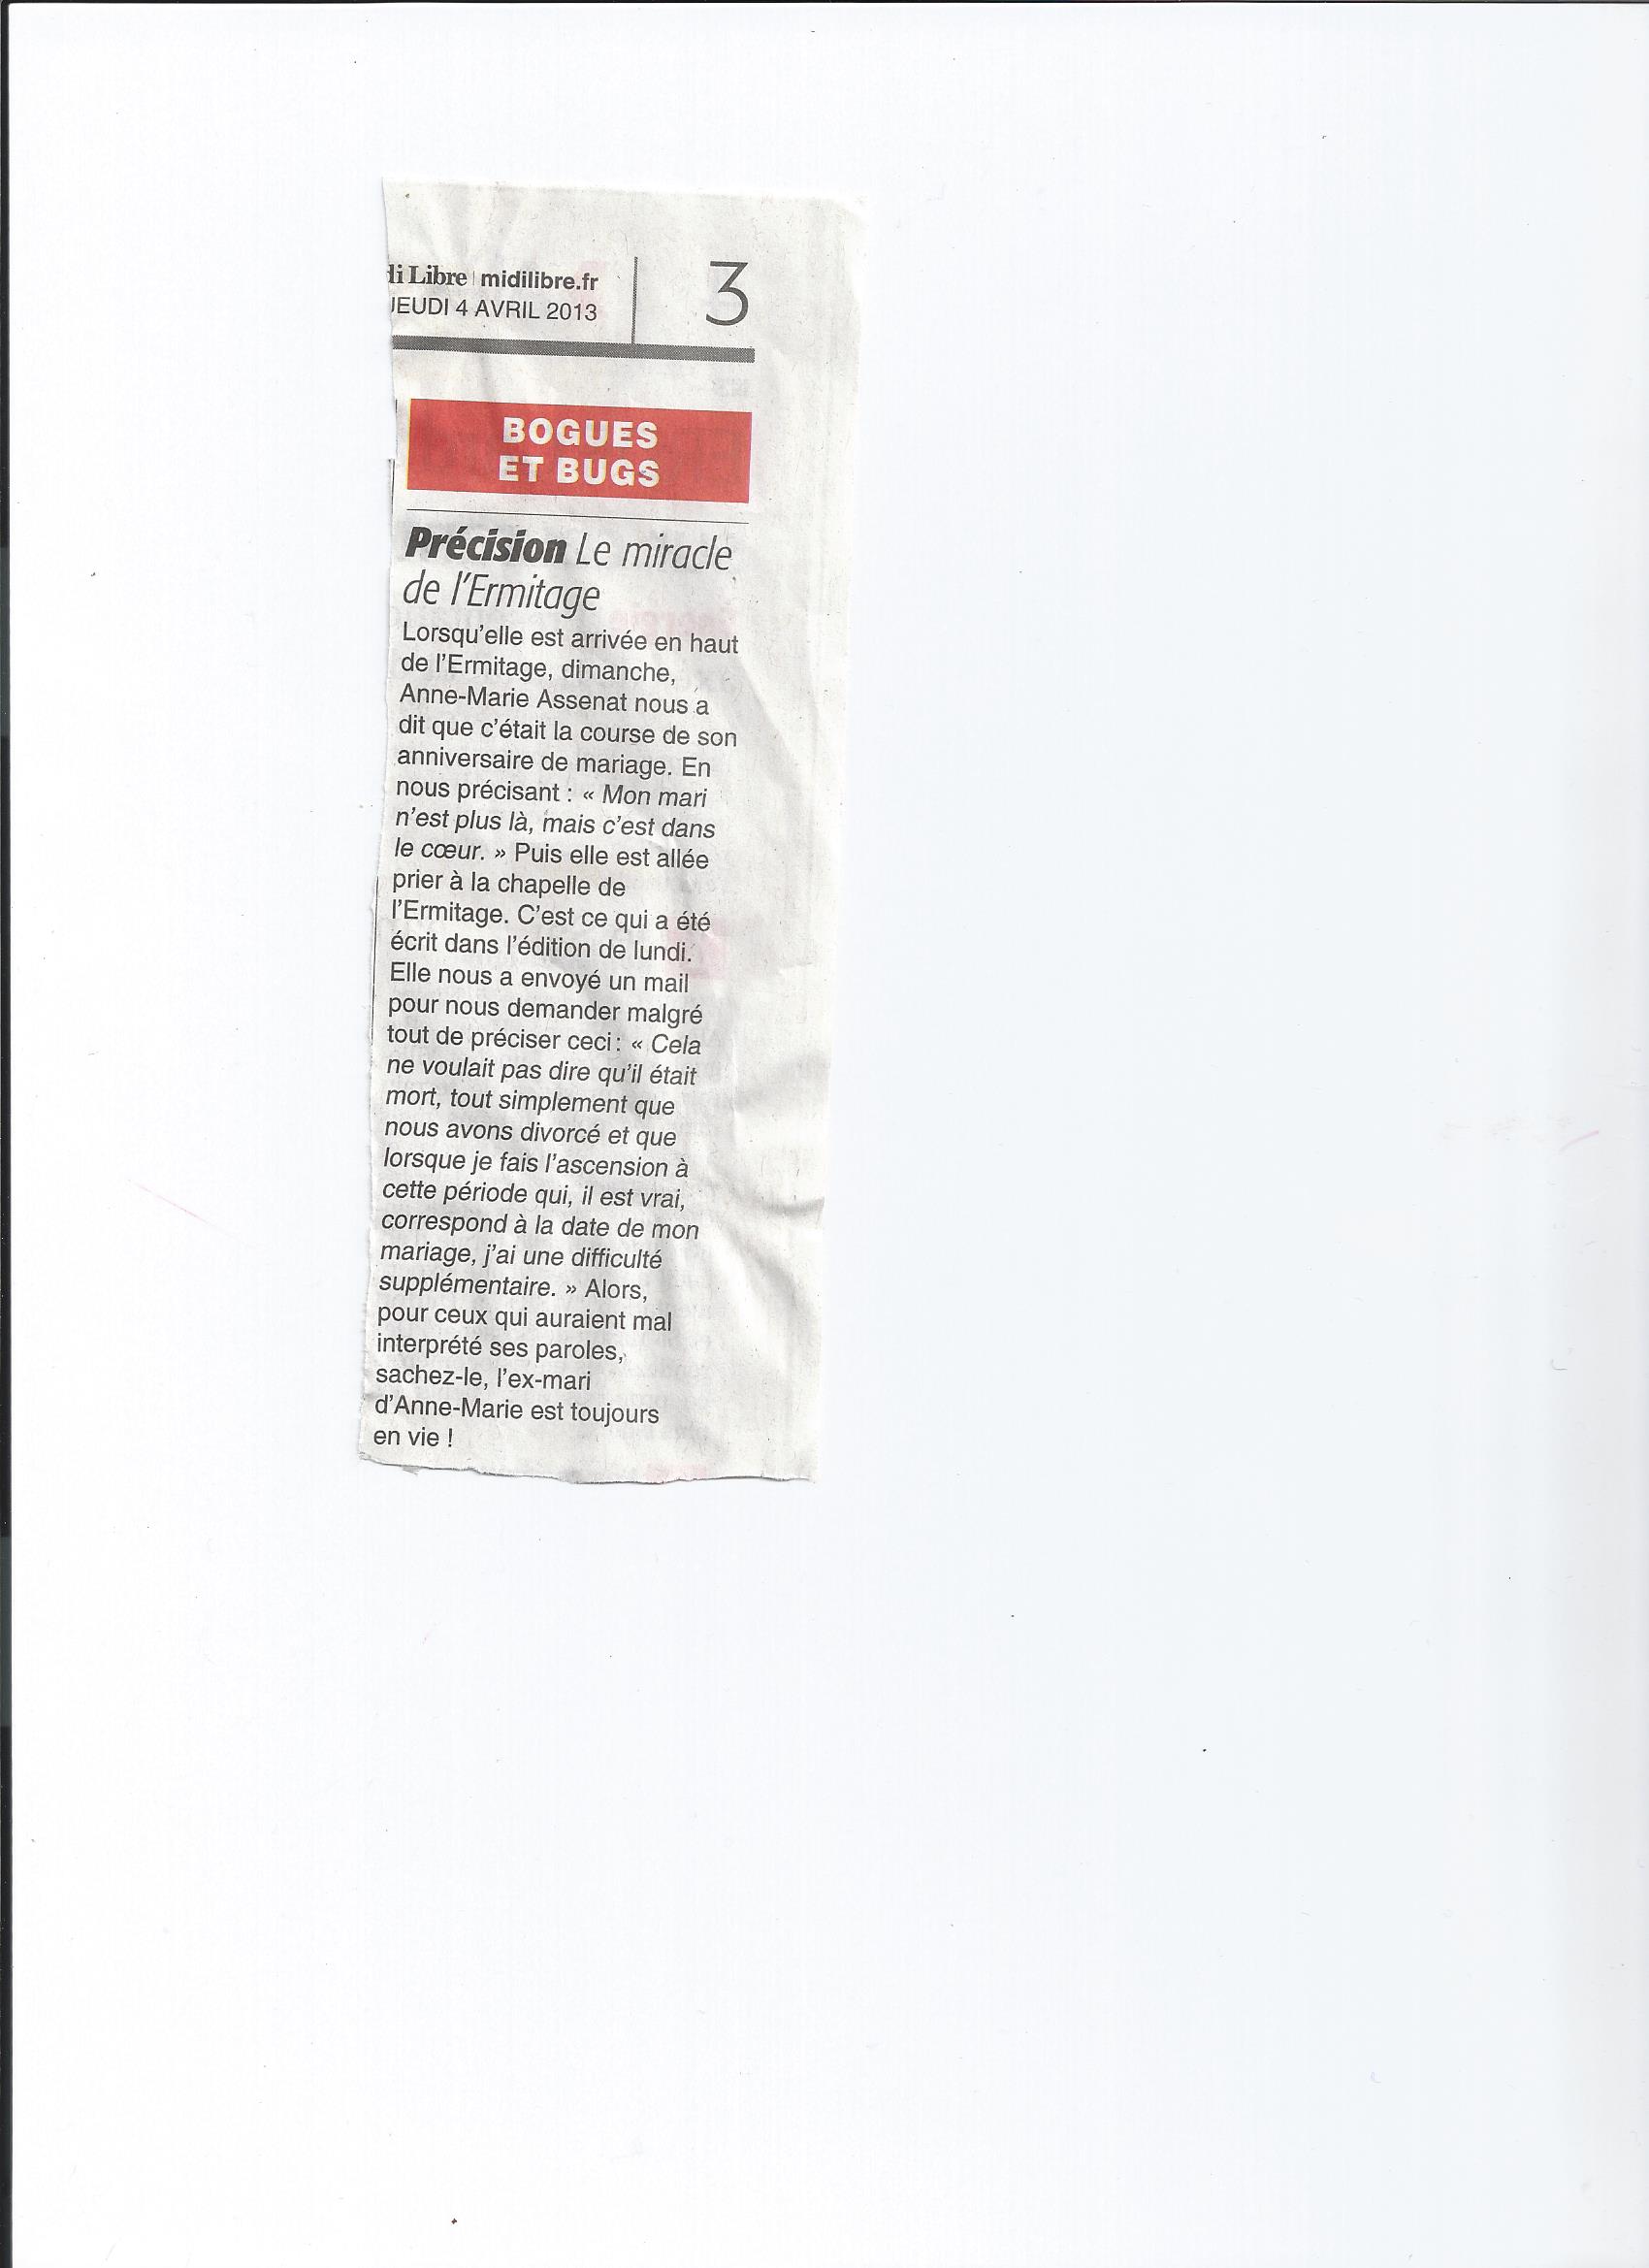 di Libre | midilibre.fr
JEUDI 4 AVRIL 2013
3
BOGUES
ET BUGS
Précision Le miracle
de l'Ermitage
Lorsqu'elle est arrivée en haut
de l'Ermitage, dimanche,
Anne-Marie Assenat nous a
dit que c'était la course de son
anniversaire de mariage. En
nous précisant : « Mon mari
n'est plus là, mais c'est dans
le cœur. » Puis elle est allée
prier à la chapelle de
l'Ermitage. C'est ce qui a été
écrit dans l'édition de lundi.
Elle nous a envoyé un mail
pour nous demander malgré
tout de préciser ceci : « Cela
ne voulait pas dire qu'il était
mort, tout simplement que
nous avons divorcé et que
lorsque je fais l'ascension à
cette période qui, il est vrai,
correspond à la date de mon
mariage, j'ai une difficulté
supplémentaire. » Alors,
pour ceux qui auraient mal
interprété ses paroles,
sachez-le, l'ex-mari
d'Anne-Marie est toujours
en vie !